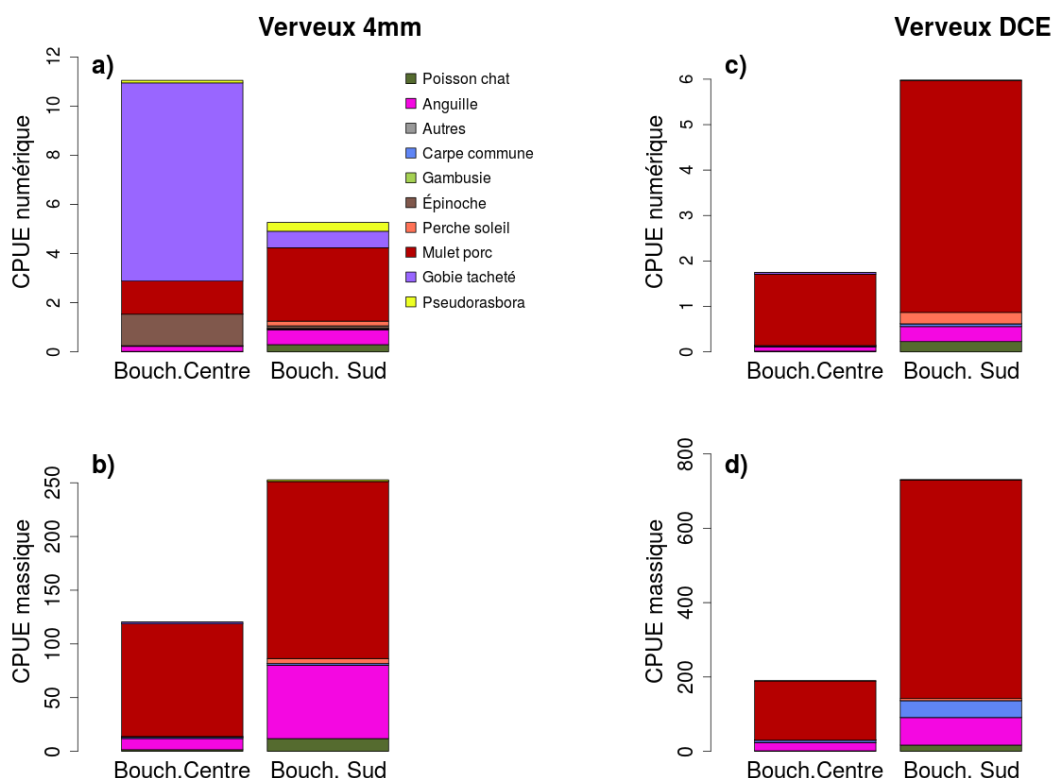 Verveux 4mm
Verveux DCE
a)
CPUE numérique
0 2 4 6 8 10 12
Bouch.Centre
Bouch. Sud
Poisson chat
Anguille
Autres
Carpe commune
Gambusie
Épinoche
Perche soleil
Mulet porc
Gobie tacheté
Pseudorasbora
c)
CPUE numérique
0 1 2 3 4 5 6
Bouch.Centre
Bouch. Sud
b)
CPUE massique
0 50 100 150 200 250
Bouch.Centre
Bouch. Sud
d)
CPUE massique
0 200 400 600 800
Bouch.Centre
Bouch. Sud